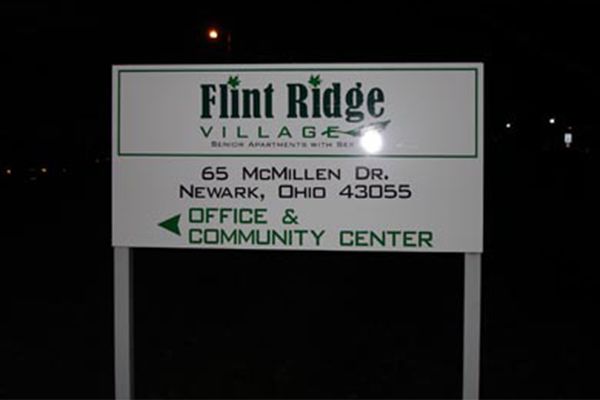 Flint Ridge
VILLAGE
SENIOR APARTMENTS WITH
65 MCMILLEN DR.
NEWARK, OHIO 43055
OFFICE &
COMMUNITY CENTER